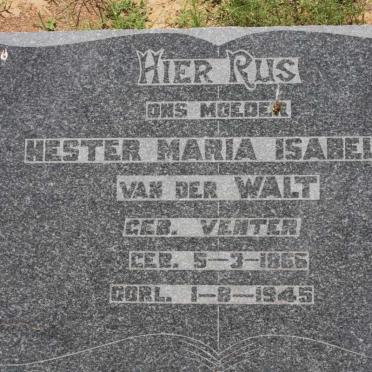 HIER RUS
ONS MOEDER
HESTER MARIA ISABEL
VAN DER WALT
GEB. VENTER
GEB. 5-3-1866
OORL. 1-8-1945